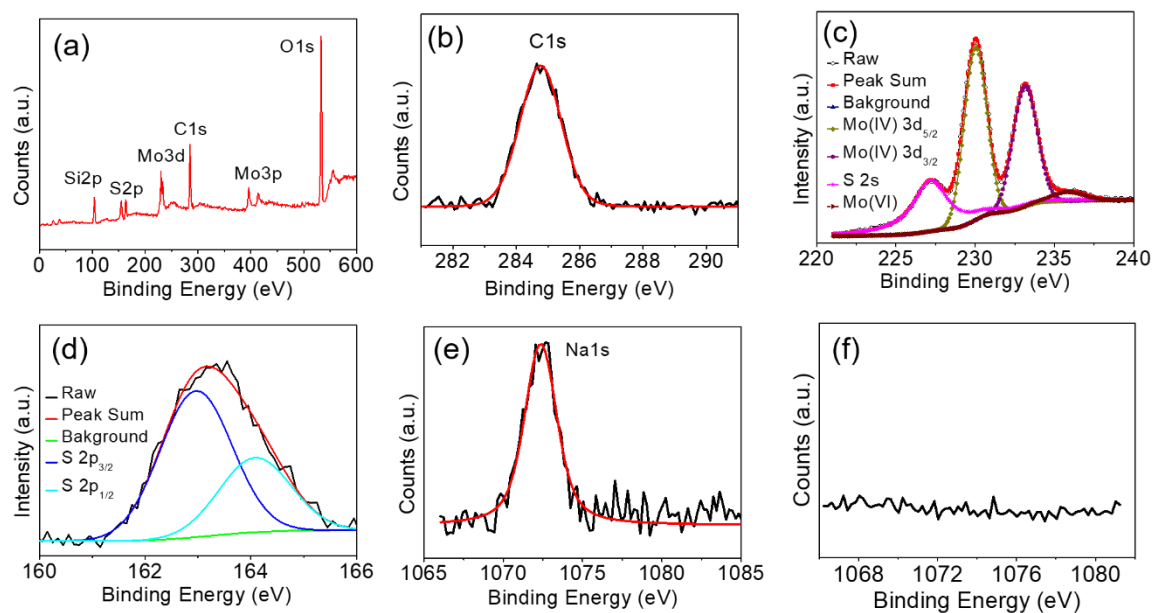 (a)
O1s
C1s
Mo3d
Mo3p
S2p
Si2p
Counts (a.u.)
0 100 200 300 400 500 600
Binding Energy (eV)
(b)
C1s
Counts (a.u.)
282 284 286 288 290
Binding Energy (eV)
(c)
Raw
Peak Sum
Bakground
Mo(IV) 3d5/2
Mo(IV) 3d3/2
S 2s
Mo(VI)
Intensity (a.u.)
220 225 230 235 240
Binding Energy (eV)
(d)
Raw
Peak Sum
Bakground
S 2p3/2
S 2p1/2
Intensity (a.u.)
160 162 164 166
Binding Energy (eV)
(e)
Na1s
Counts (a.u.)
1065 1070 1075 1080 1085
Binding Energy (eV)
(f)
Counts (a.u.)
1068 1072 1076 1080
Binding Energy (eV)